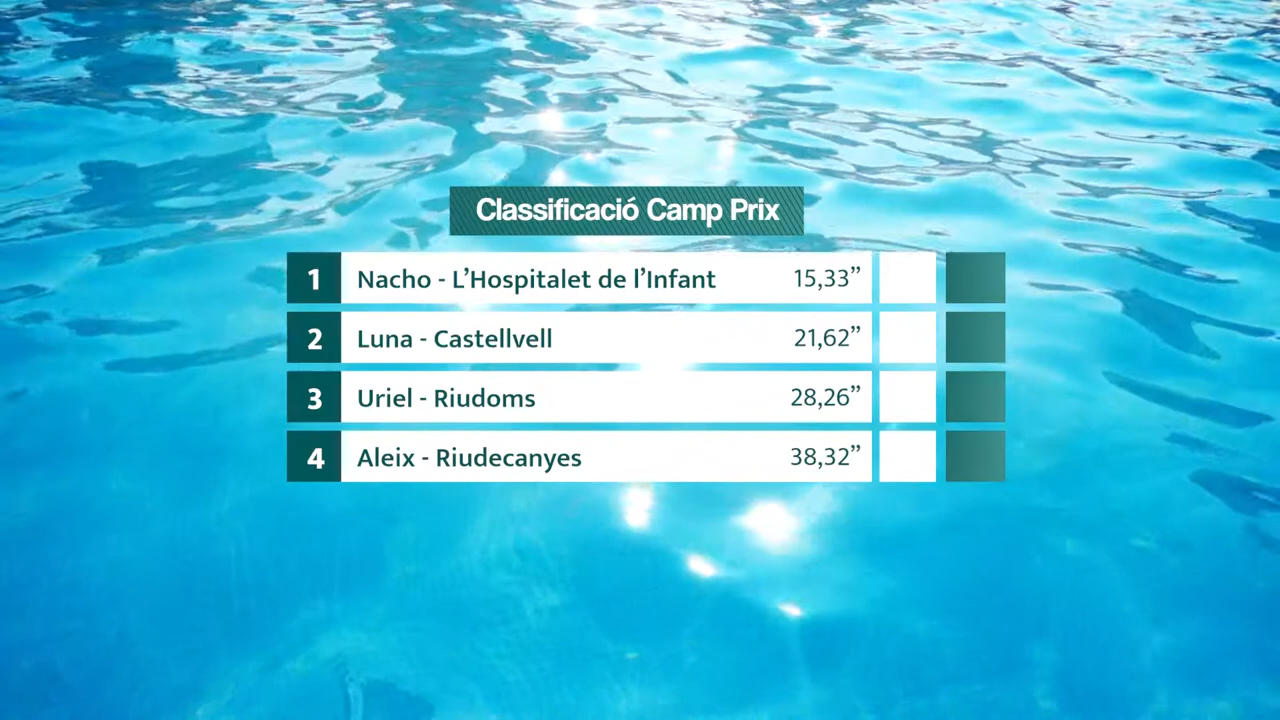 Classificació Camp Prix
1 Nacho - L’Hospitalet de l’Infant 15,33”
2 Luna - Castellvell 21,62”
3 Uriel - Riudoms 28,26”
4 Aleix - Riudecanyes 38,32”